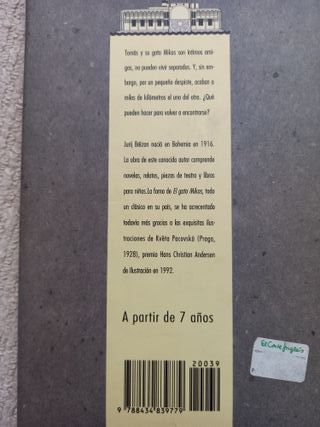 Tomás y su gato Mikos son íntimos ami-
gos, no pueden vivir separados. Y, sin em-
bargo, por un pequeño despiste, acaban a
miles de kilómetros el uno del otro. ¿Qué
pueden hacer para volver a encontrarse?
Jurij Brězan nació en Bohemia en 1916.
La obra de este conocido autor comprende
novelas, relatos, piezas de teatro y libros
para niños.La fama de El gato Mikos, todo
un clásico en su país, se ha acrecentado
todavía más gracias a las exquisitas ilus-
traciones de Květa Pacovská (Praga,
1928), premio Hans Christian Andersen
de Ilustración en 1992.
A partir de 7 años
20039
9 788434 839779
El Corte Inglés
P.